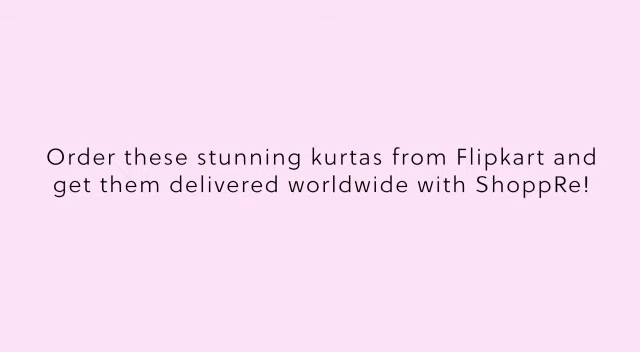 Order these stunning kurtas from Flipkart and
get them delivered worldwide with ShoppRe!